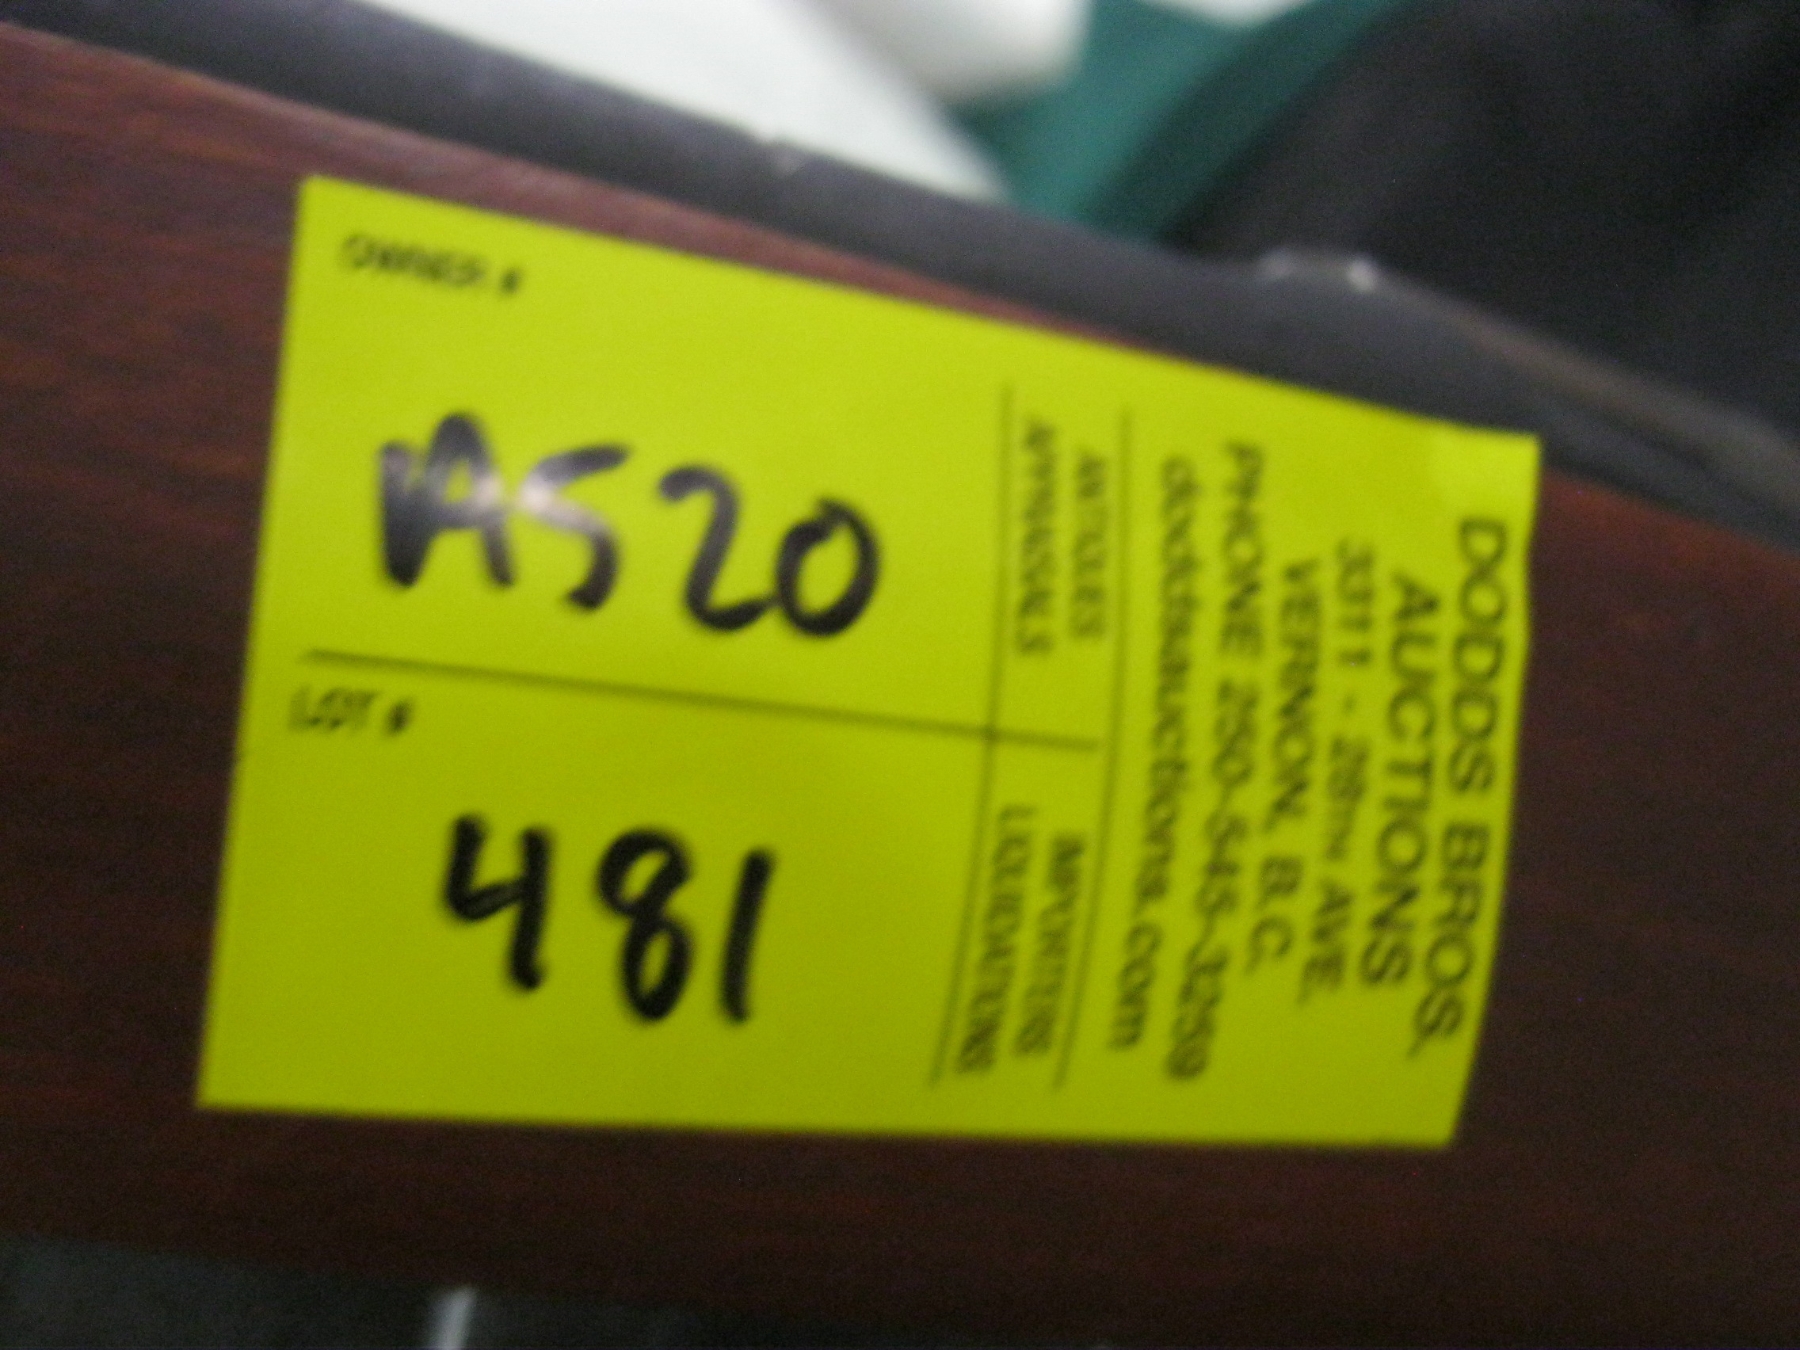 OWNER #
A520
LOT #
481
ANTIQUES
APPRAISALS
IMPORTERS
LIQUIDATIONS
DODDS BROS.
AUCTIONS
3311 - 28TH AVE.
VERNON, B.C.
PHONE 250-545-3259
doddsauctions.com